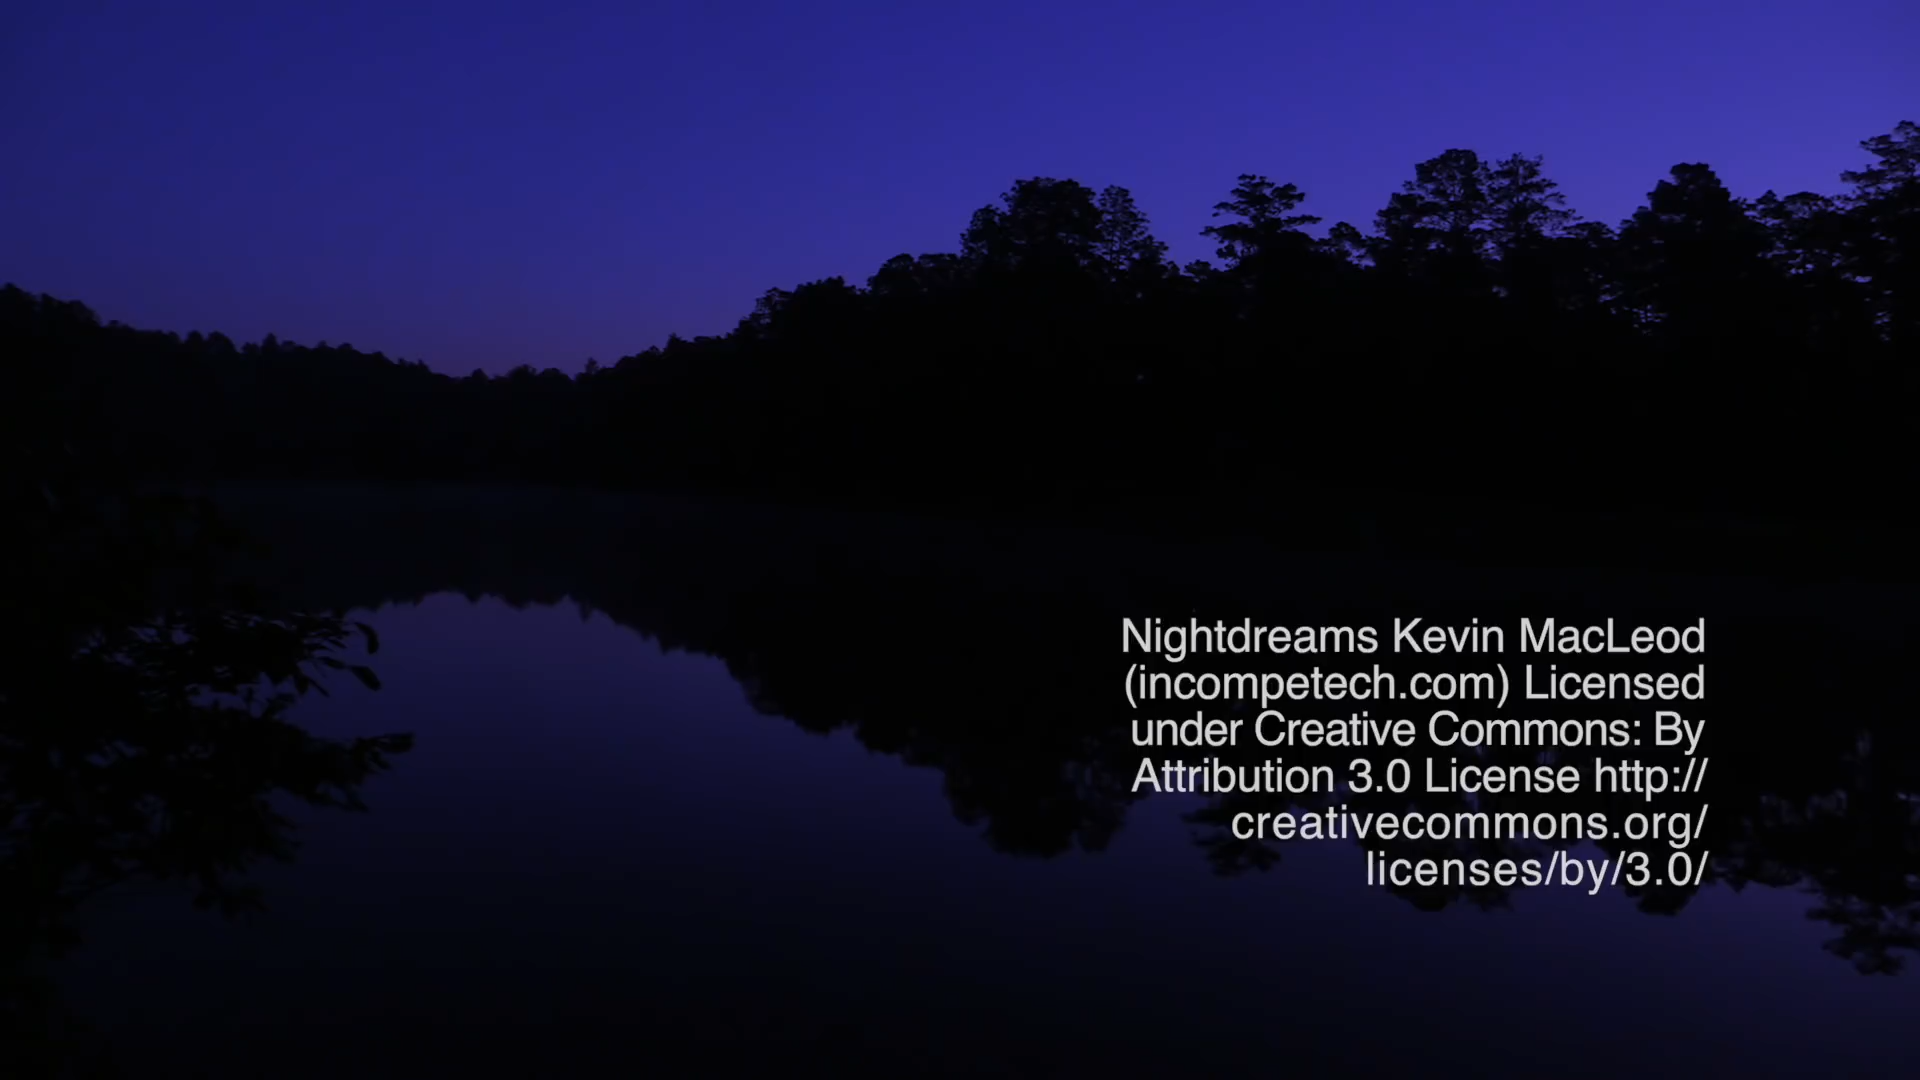 Nightdreams Kevin MacLeod
(incompetech.com) Licensed
under Creative Commons: By
Attribution 3.0 License http://
creativecommons.org/
licenses/by/3.0/